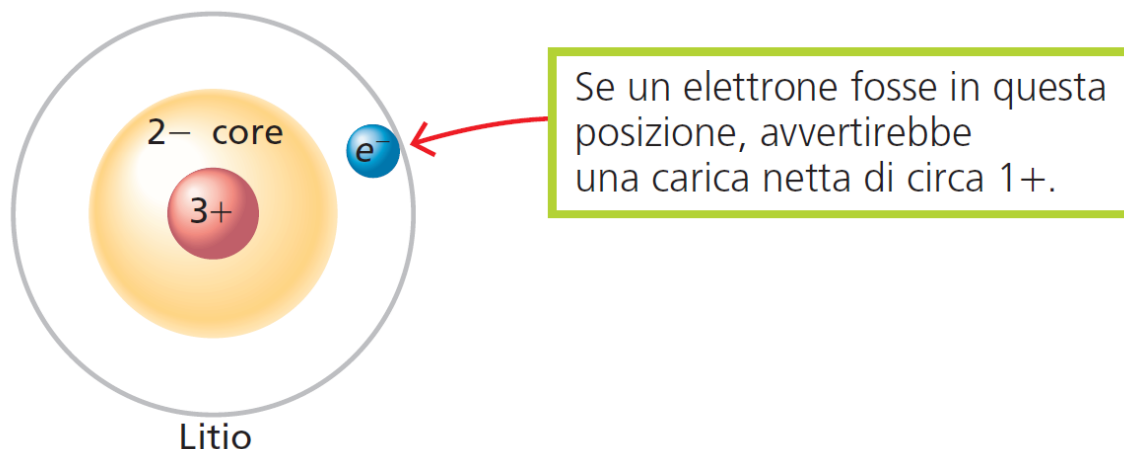 2− core
3+
e⁻
Litio
Se un elettrone fosse in questa
posizione, avvertirebbe
una carica netta di circa 1+.